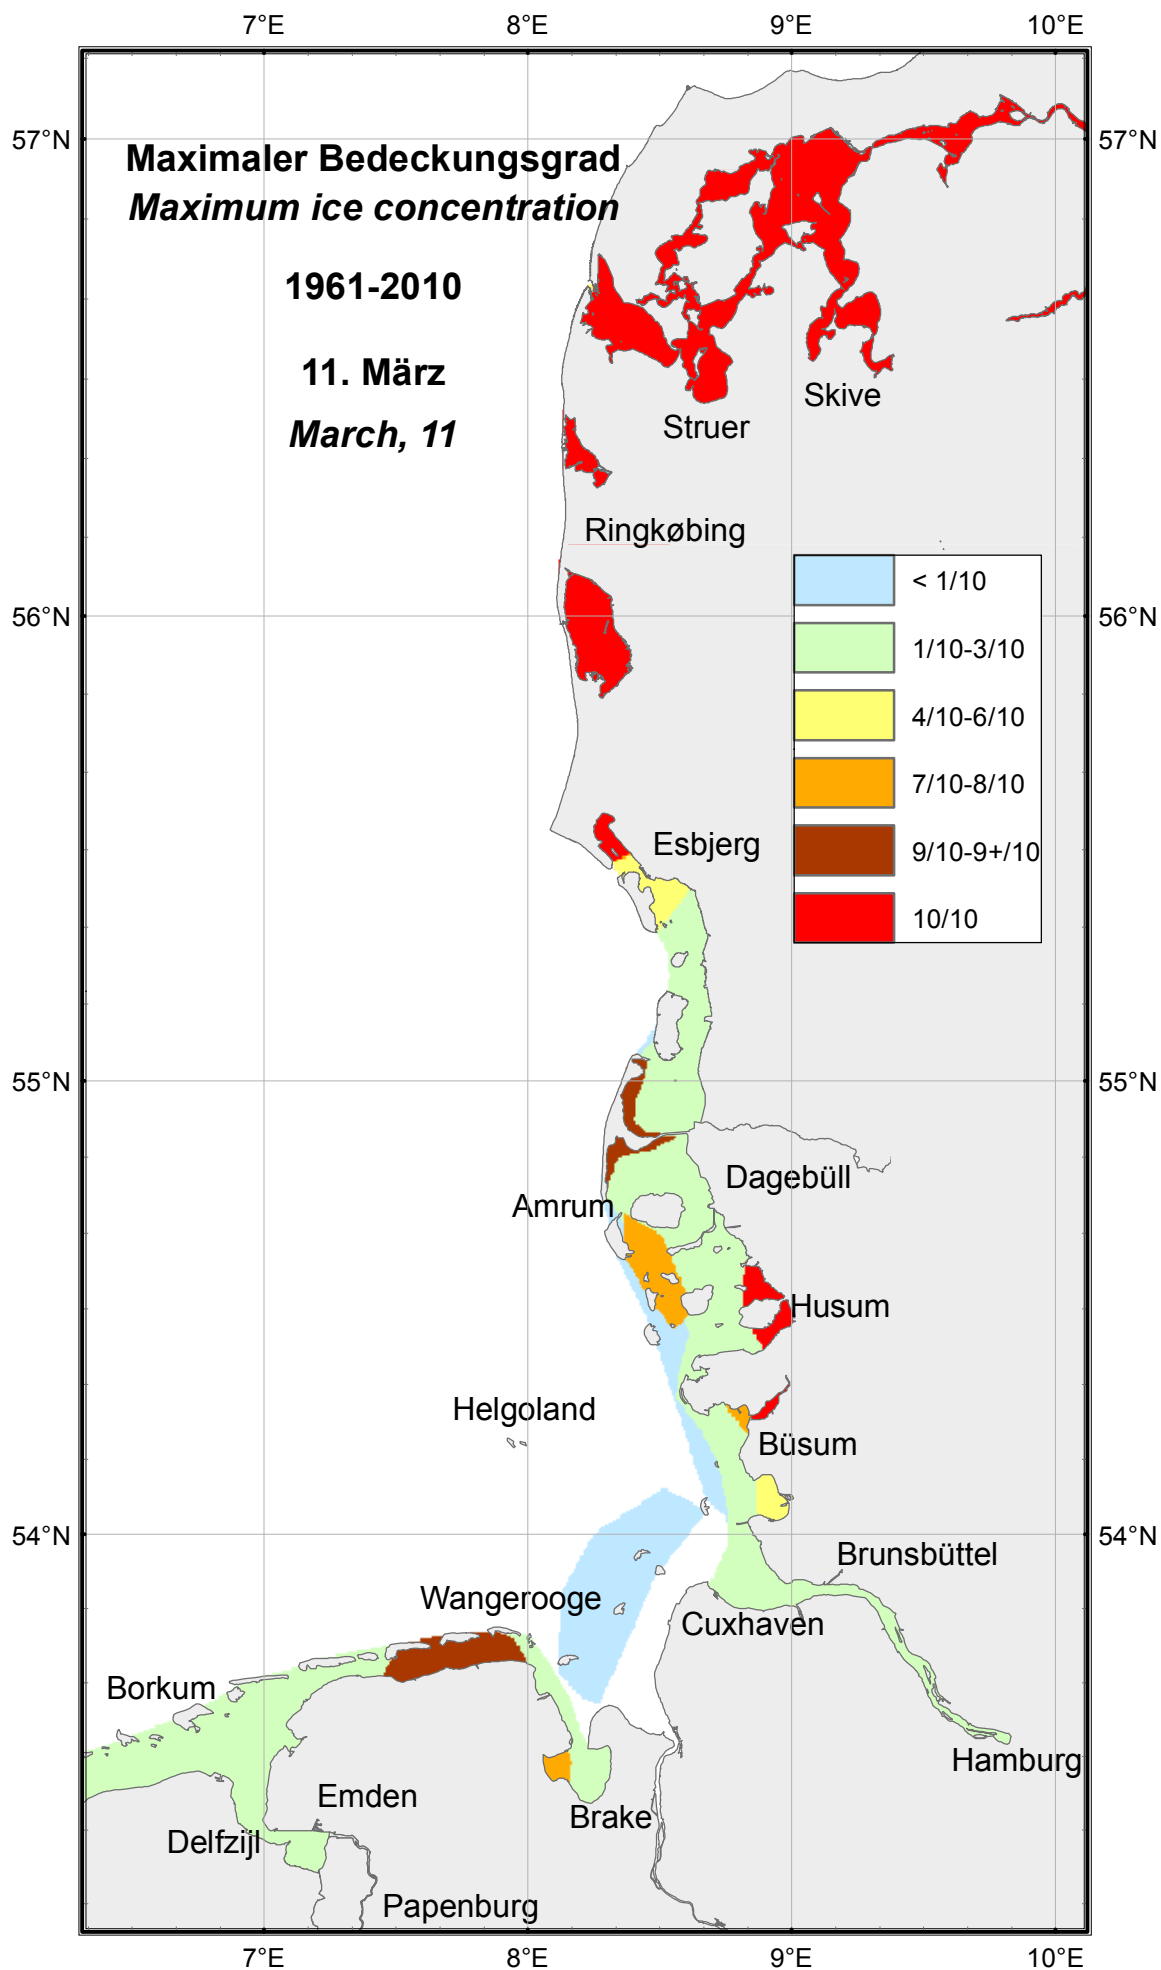 7°E 8°E 9°E 10°E
57°N 57°N
Maximaler Bedeckungsgrad
Maximum ice concentration
1961-2010
11. März
March, 11
Skive
Struer
Ringkøbing
< 1/10
56°N 56°N
1/10-3/10
4/10-6/10
7/10-8/10
Esbjerg
9/10-9+/10
10/10
55°N 55°N
Dagebüll
Amrum
Husum
Helgoland
Büsum
54°N 54°N
Brunsbüttel
Wangerooge
Cuxhaven
Borkum
Hamburg
Emden
Brake
Delfzijl
Papenburg
7°E 8°E 9°E 10°E